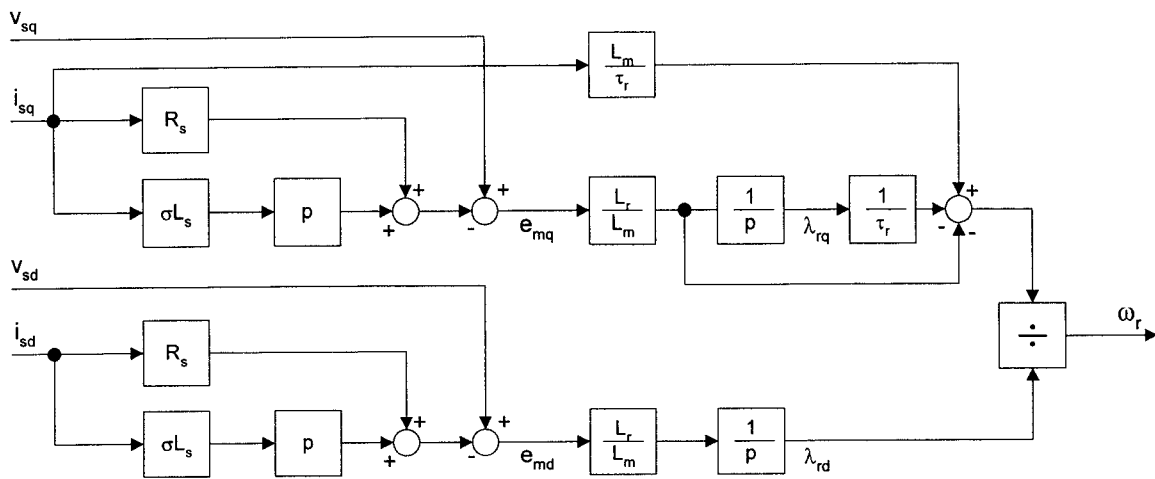 v_sq
L_m
τ_r
i_sq
R_s
+
+
+
σL_s
p
+
-
e_mq
L_r
L_m
1
p
λ_rq
1
τ_r
+
-
-
v_sd
i_sd
R_s
÷
ω_r
+
+
σL_s
p
+
-
e_md
L_r
L_m
1
p
λ_rd